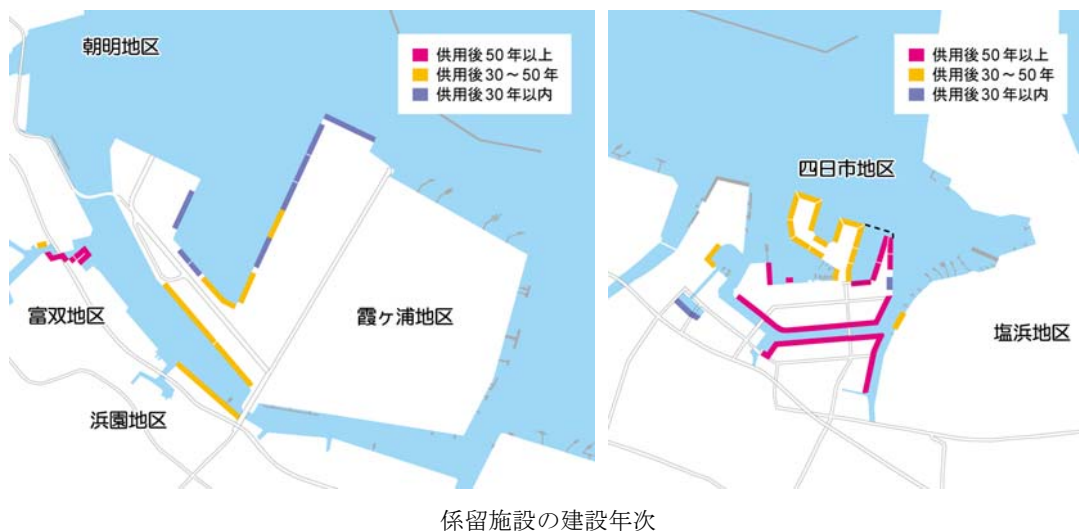 朝明地区
供用後50年以上
供用後30～50年
供用後30年以内
富双地区
霞ヶ浦地区
浜園地区
供用後50年以上
供用後30～50年
供用後30年以内
四日市地区
塩浜地区
係留施設の建設年次